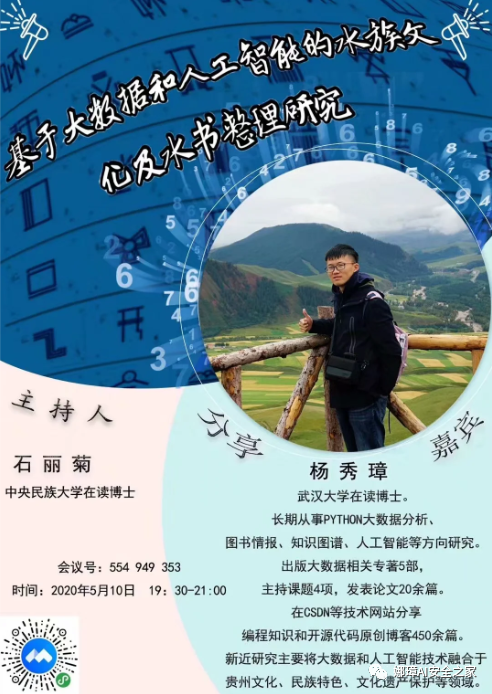 基于大数据和人工智能的水族文
化及水书整理研究
主持人
石丽菊
中央民族大学在读博士
会议号：554 949 353
时间：2020年5月10日 19：30-21:00
分享
嘉宾
杨秀璋
武汉大学在读博士。
长期从事PYTHON大数据分析、
图书情报、知识图谱、人工智能等方向研究。
出版大数据相关专著5部，
主持课题4项，发表论文20余篇。
在CSDN等技术网站分享
编程知识和开源代码原创博客450余篇。
新近研究主要将大数据和人工智能技术融合于
贵州文化、民族特色、文化遗产保护等领域。
娜璋AI安全之家